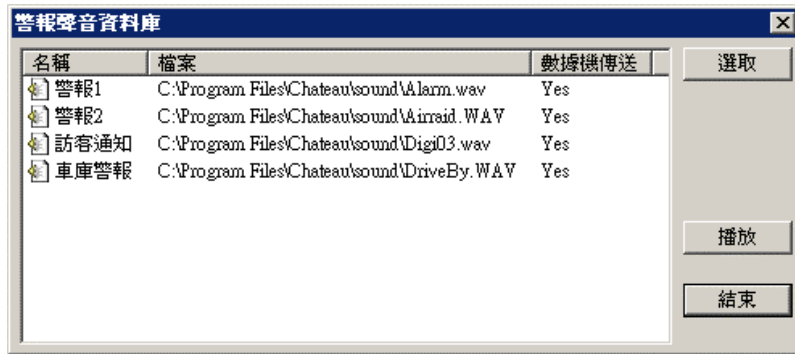 警報聲音資料庫
名稱 檔案 數據機傳送
警報1 C:\Program Files\Chateau\sound\Alarm.wav Yes
警報2 C:\Program Files\Chateau\sound\Airraid.WAV Yes
訪客通知 C:\Program Files\Chateau\sound\Digi03.wav Yes
車庫警報 C:\Program Files\Chateau\sound\DriveBy.WAV Yes
選取
播放
結束